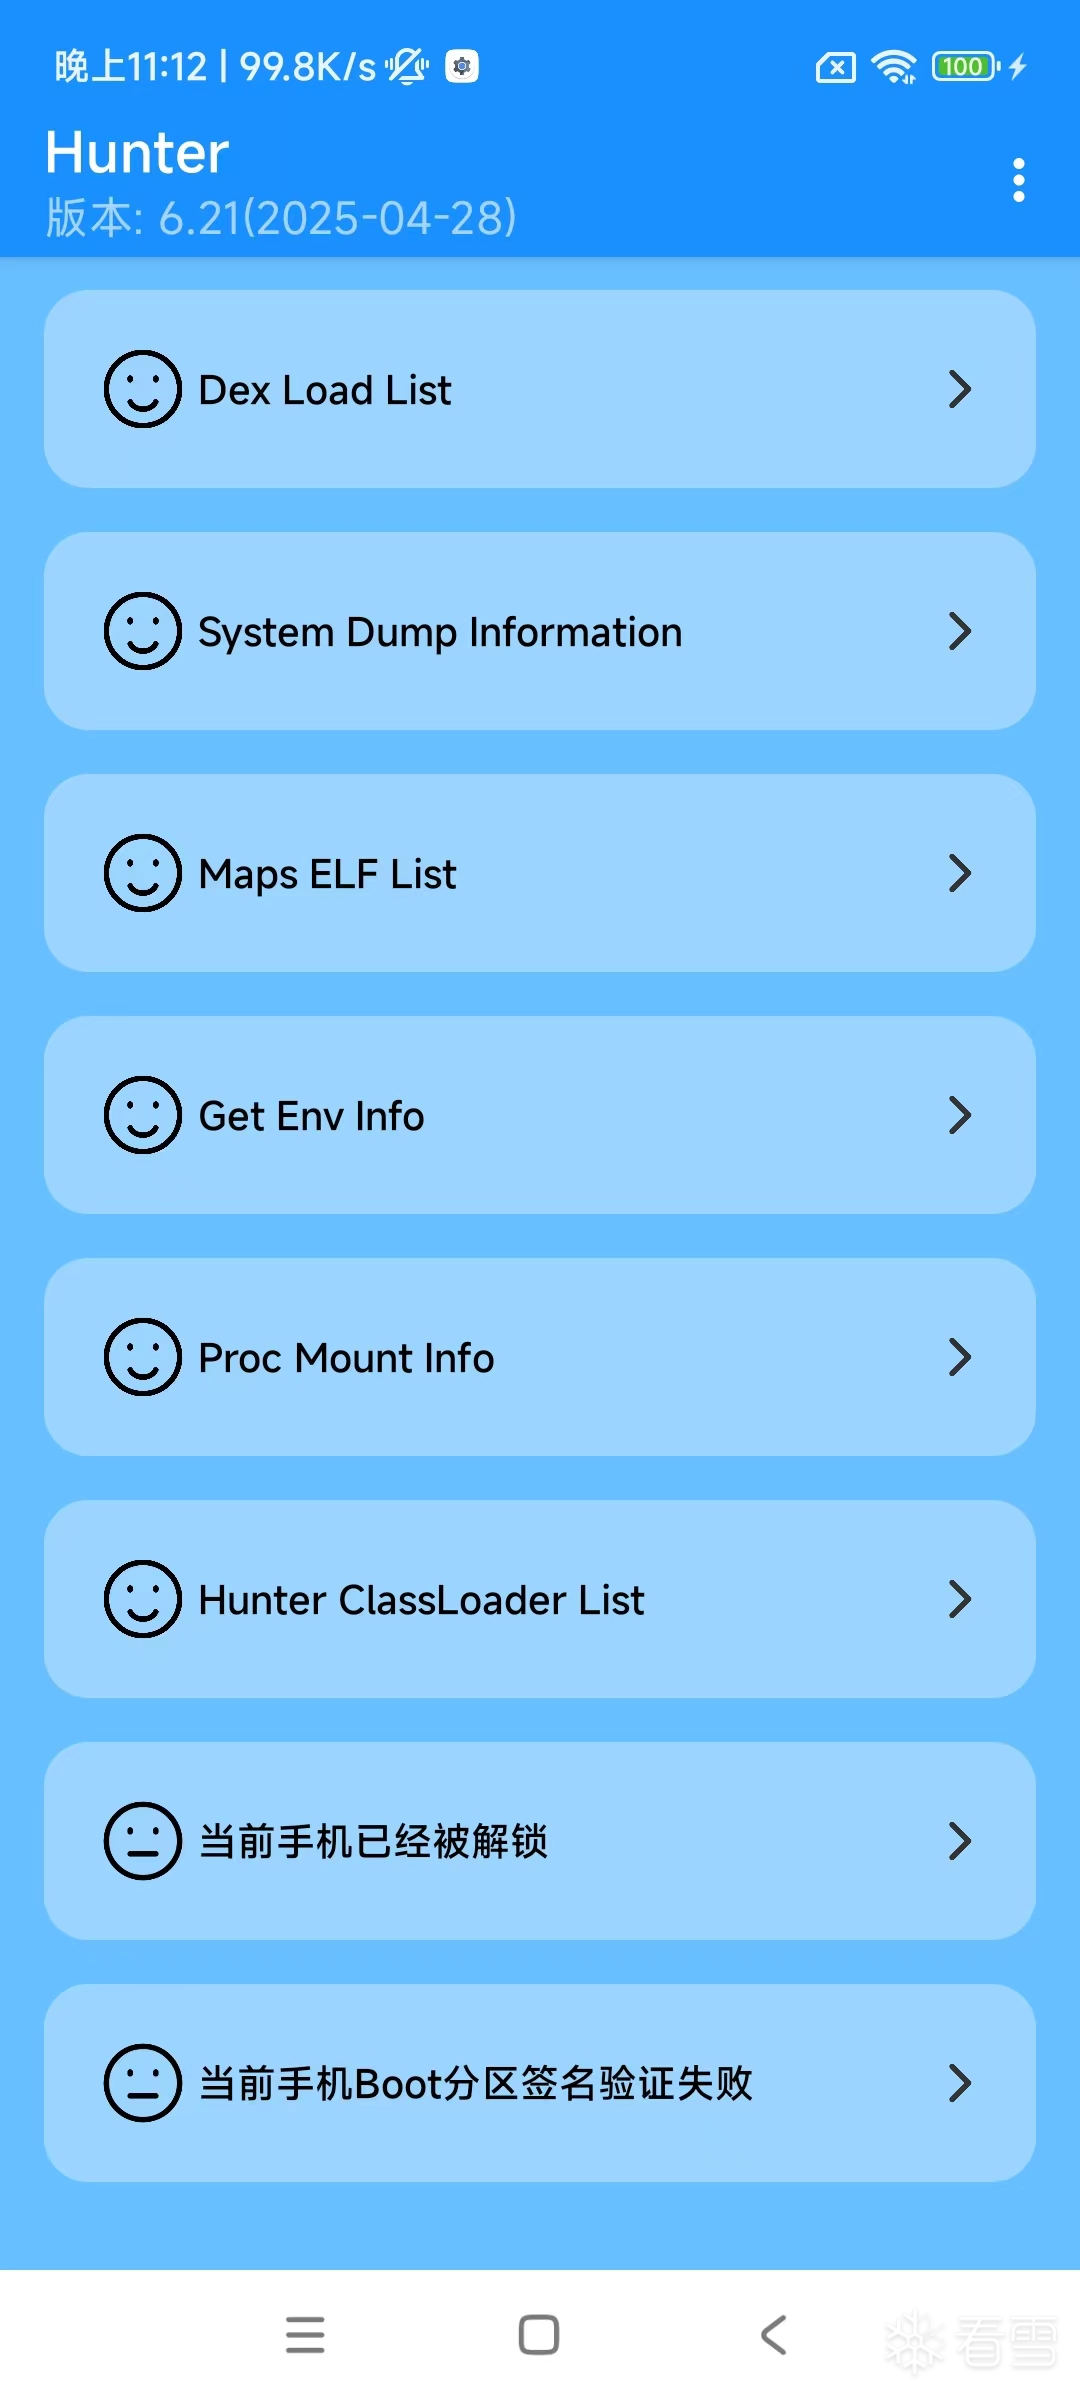 晚上11:12 | 99.8K/s
100
Hunter
版本: 6.21(2025-04-28)
Dex Load List
System Dump Information
Maps ELF List
Get Env Info
Proc Mount Info
Hunter ClassLoader List
当前手机已经被解锁
当前手机Boot分区签名验证失败
看雪